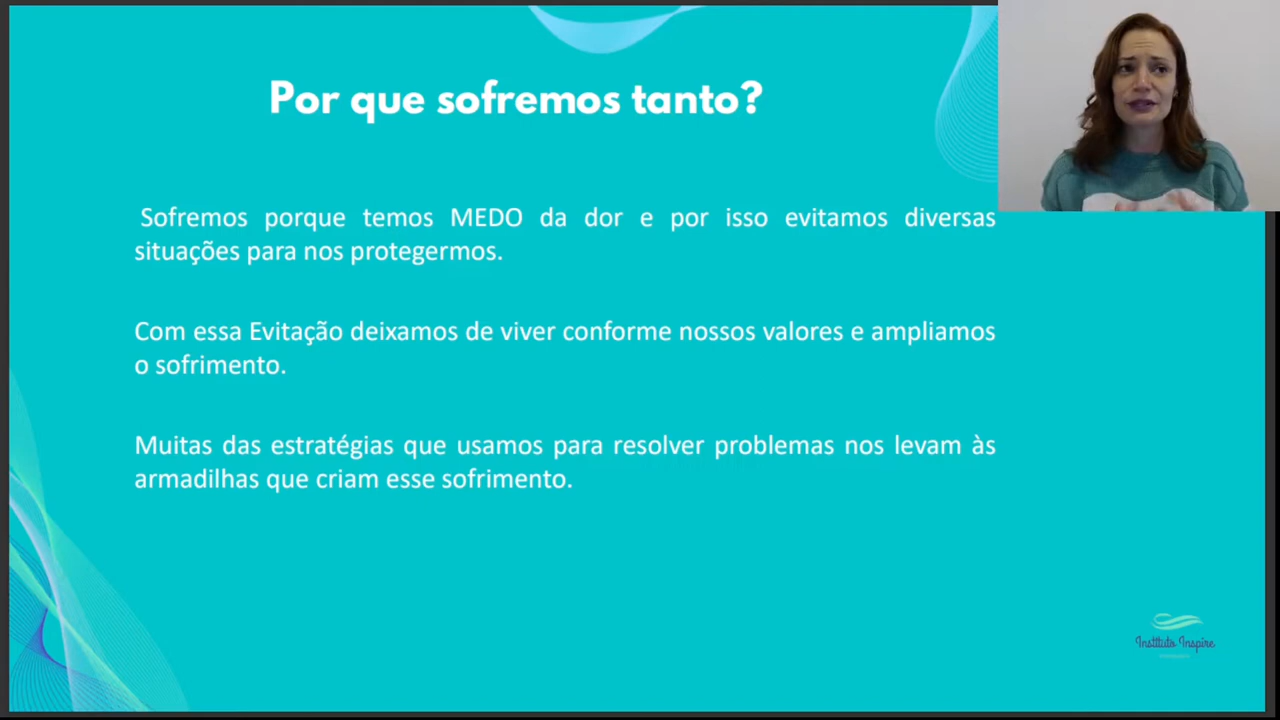 Por que sofremos tanto?
Sofremos porque temos MEDO da dor e por isso evitamos diversas
situações para nos protegermos.
Com essa Evitação deixamos de viver conforme nossos valores e ampliamos
o sofrimento.
Muitas das estratégias que usamos para resolver problemas nos levam às
armadilhas que criam esse sofrimento.
Instituto Inspire